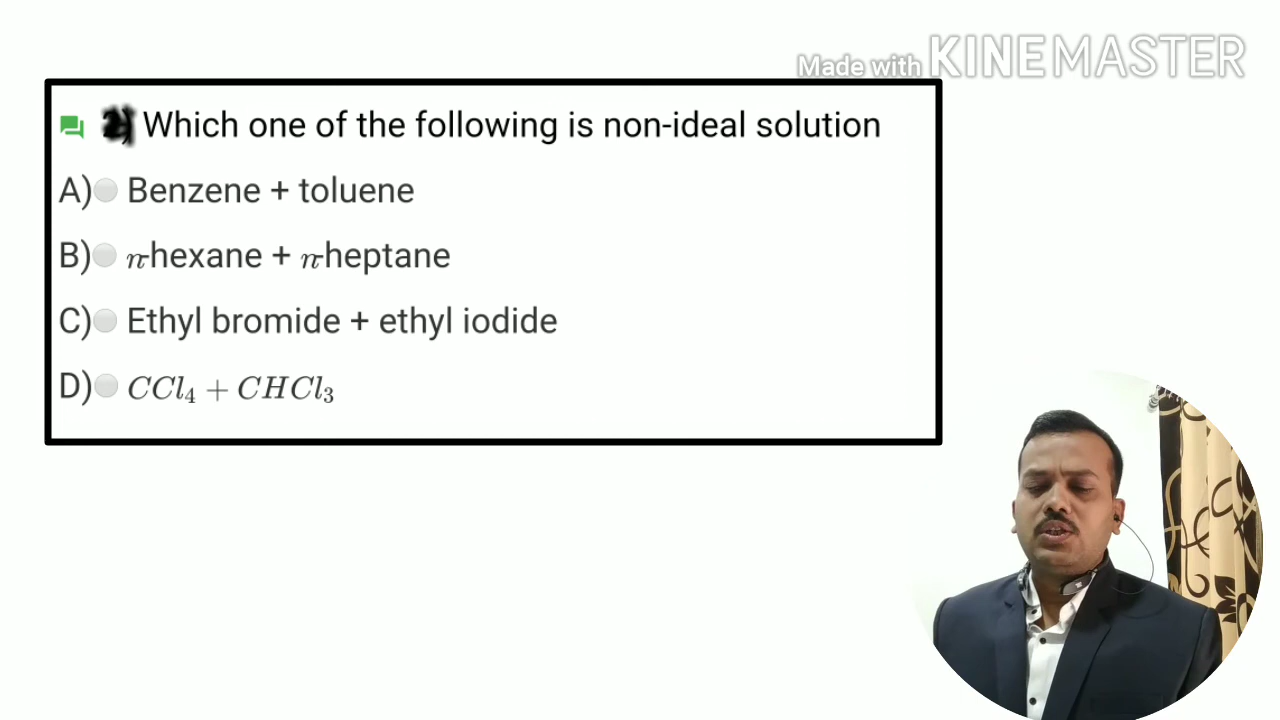 Made with KINEMASTER
Which one of the following is non-ideal solution
A) Benzene + toluene
B) n-hexane + n-heptane
C) Ethyl bromide + ethyl iodide
D) CCl₄ + CHCl₃